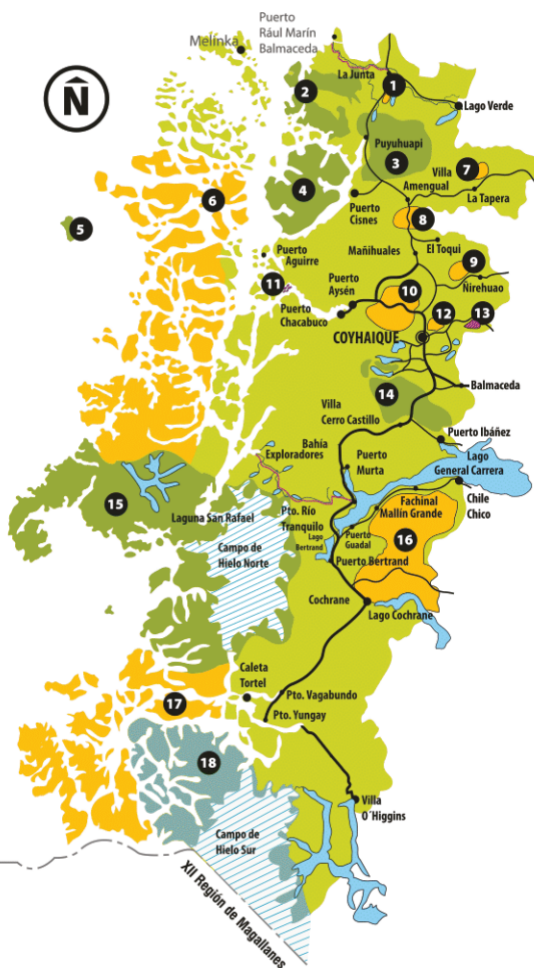 Puerto
Rául Marín
Balmaceda
Melínka
N
La Junta
1
2
Lago Verde
Puyuhuapi
3
Villa
Amengual
7
4
La Tapera
6
Puerto
Cisnes
8
5
El Toqui
Mañihuales
Puerto
Aguirre
9
Ñirehuao
11
Puerto
Aysén
10
Puerto
Chacabuco
12
13
COYHAIQUE
14
Balmaceda
Villa
Cerro Castillo
Puerto Ibáñez
Bahía
Exploradores
Puerto
Murta
Lago
General Carrera
15
Laguna San Rafael
Pto. Río
Tranquilo
Fachinal
Mallín Grande
Chile
Chico
Lago
Bertrand
Puerto
Guadal
16
Campo de
Hielo Norte
Puerto Bertrand
Cochrane
Lago Cochrane
Caleta
Tortel
17
Pto. Vagabundo
Pto. Yungay
18
Villa
O´Higgins
Campo de
Hielo Sur
XII Región de Magallanes